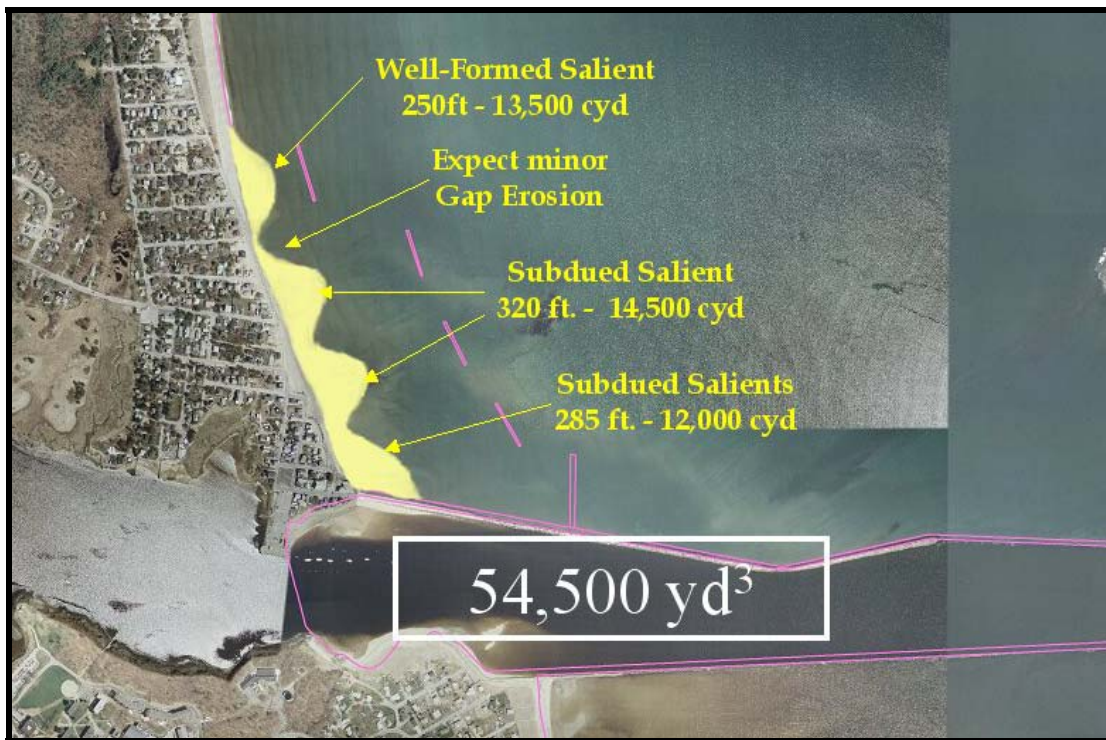 Well-Formed Salient
250ft - 13,500 cyd
Expect minor
Gap Erosion
Subdued Salient
320 ft. - 14,500 cyd
Subdued Salients
285 ft. - 12,000 cyd
54,500 yd³